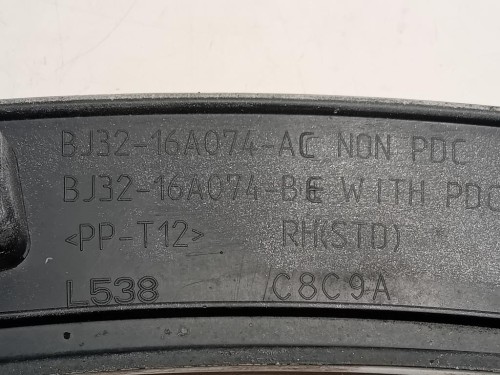 BJ32-16A074-AC NON PDC
BJ32-16A074-BE WITH PDC
<PP-T12> RH(STD)
L538 /C8C9A